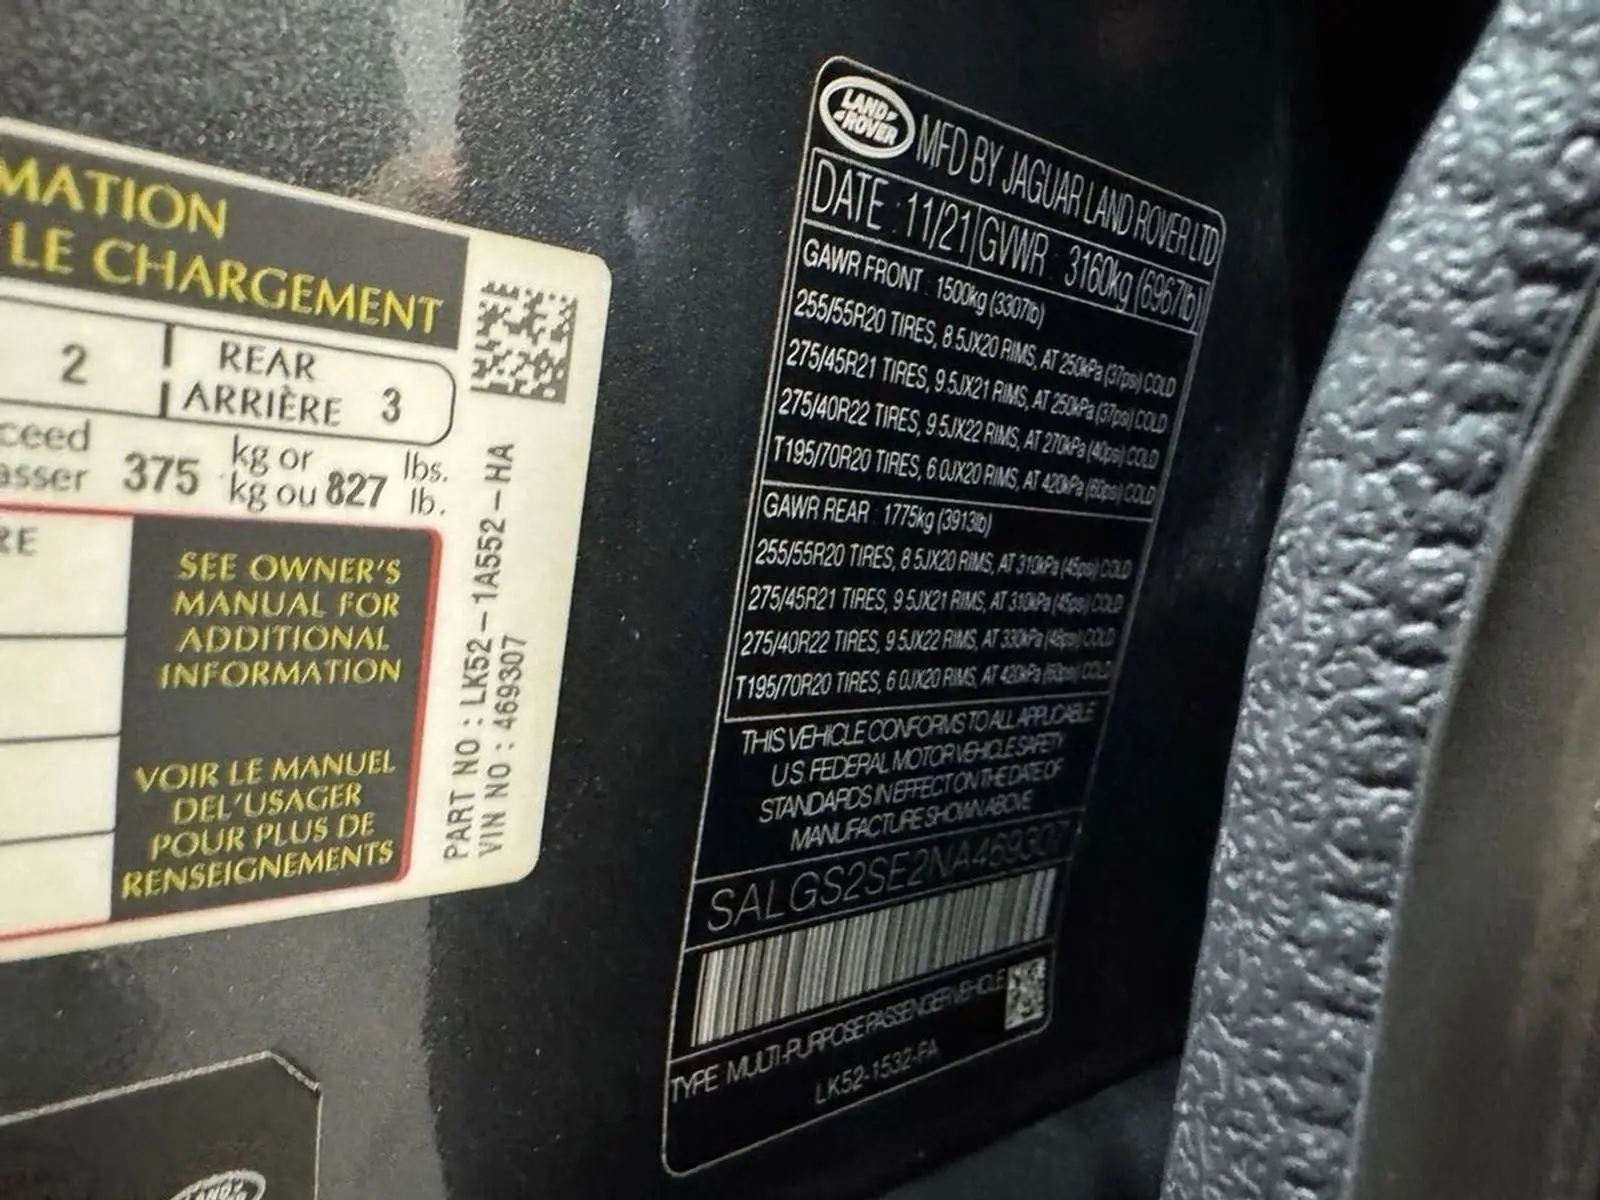 MATION
LE CHARGEMENT
2
REAR
ARRIÈRE 3
ceed
asser 375 kg or
kg ou 827 lbs.
lb.
RE
SEE OWNER'S
MANUAL FOR
ADDITIONAL
INFORMATION
VOIR LE MANUEL
DEL'USAGER
POUR PLUS DE
RENSEIGNEMENTS
PART NO : LK52-1A552-HA
VIN NO : 469307
LAND
ROVER
MFD BY JAGUAR LAND ROVER LTD
DATE : 11/21 GVWR : 3160kg (6967lb)
GAWR FRONT : 1500kg (3307lb)
255/55R20 TIRES, 8.5JX20 RIMS, AT 250kPa (37psi) COLD
275/45R21 TIRES, 9.5JX21 RIMS, AT 250kPa (37psi) COLD
275/40R22 TIRES, 9.5JX22 RIMS, AT 270kPa (40psi) COLD
T195/70R20 TIRES, 6.0JX20 RIMS, AT 420kPa (60psi) COLD
GAWR REAR : 1775kg (3913lb)
255/55R20 TIRES, 8.5JX20 RIMS, AT 310kPa (45psi) COLD
275/45R21 TIRES, 9.5JX21 RIMS, AT 310kPa (45psi) COLD
275/40R22 TIRES, 9.5JX22 RIMS, AT 330kPa (48psi) COLD
T195/70R20 TIRES, 6.0JX20 RIMS, AT 420kPa (60psi) COLD
THIS VEHICLE CONFORMS TO ALL APPLICABLE
U.S. FEDERAL MOTOR VEHICLE SAFETY
STANDARDS IN EFFECT ON THE DATE OF
MANUFACTURE SHOWN ABOVE
SALGS2SE2NA469307
TYPE MULTI-PURPOSE PASSENGER VEHICLE
LK52-1532-FA
LAND